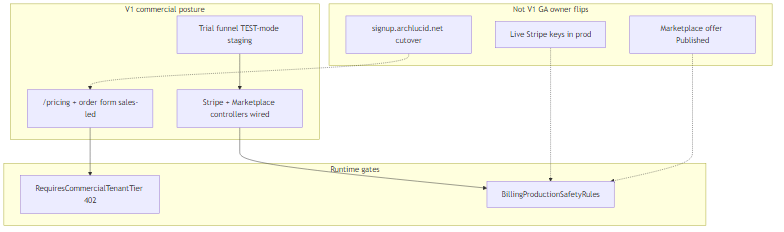 V1 commercial posture
Not V1 GA owner flips
Trial funnel TEST-mode
staging
signup.archlucid.net
cutover
Live Stripe keys in prod
Marketplace offer
Published
/pricing + order form sales-
led
Stripe + Marketplace
controllers wired
Runtime gates
RequiresCommercialTenantTier
402
BillingProductionSafetyRules